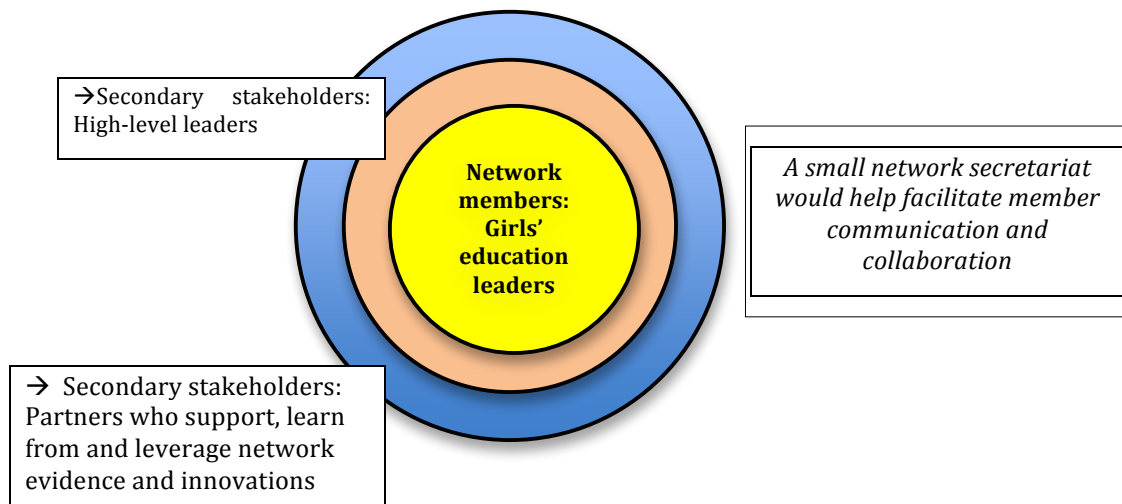 →Secondary stakeholders:
High-level leaders
Network
members:
Girls’
education
leaders
A small network secretariat
would help facilitate member
communication and
collaboration
→ Secondary stakeholders:
Partners who support, learn
from and leverage network
evidence and innovations